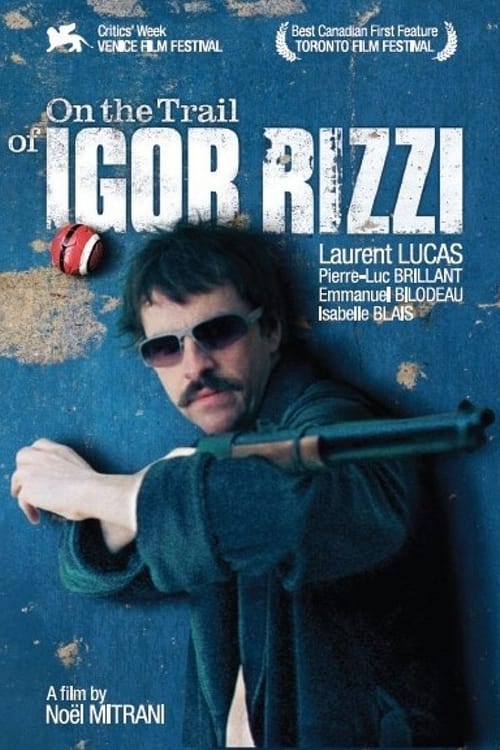 Critics' Week
VENICE FILM FESTIVAL
Best Canadian First Feature
TORONTO FILM FESTIVAL
On the Trail
of IGOR RIZZI
Laurent LUCAS
Pierre-Luc BRILLANT
Emmanuel BILODEAU
Isabelle BLAIS
A film by
Noël MITRANI